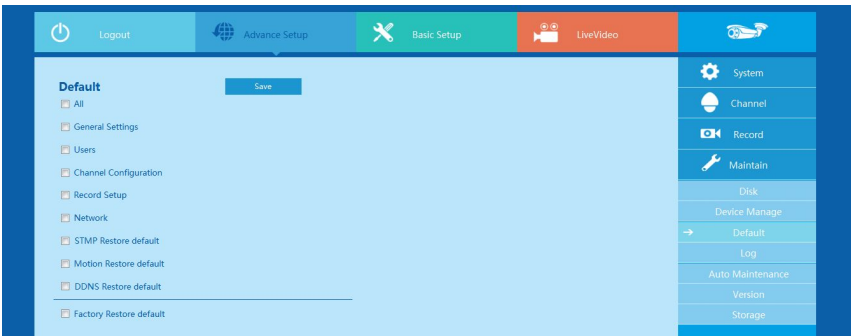 Logout
Advance Setup
Basic Setup
LiveVideo
Default
Save
All
General Settings
Users
Channel Configuration
Record Setup
Network
STMP Restore default
Motion Restore default
DDNS Restore default
Factory Restore default
System
Channel
Record
Maintain
Disk
Device Manage
Default
Log
Auto Maintenance
Version
Storage